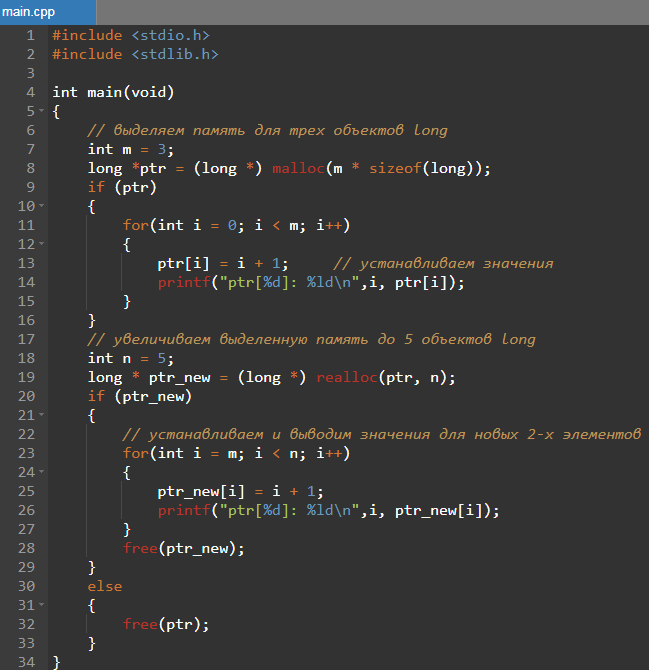 main.cpp
1 #include <stdio.h>
2 #include <stdlib.h>
3
4 int main(void)
5 {
6     // выделяем память для трех объектов long
7     int m = 3;
8     long *ptr = (long *) malloc(m * sizeof(long));
9     if (ptr)
10     {
11         for(int i = 0; i < m; i++)
12         {
13             ptr[i] = i + 1;     // устанавливаем значения
14             printf("ptr[%d]: %ld\n",i, ptr[i]);
15         }
16     }
17     // увеличиваем выделенную память до 5 объектов long
18     int n = 5;
19     long * ptr_new = (long *) realloc(ptr, n);
20     if (ptr_new)
21     {
22         // устанавливаем и выводим значения для новых 2-х элементов
23         for(int i = m; i < n; i++)
24         {
25             ptr_new[i] = i + 1;
26             printf("ptr[%d]: %ld\n",i, ptr_new[i]);
27         }
28         free(ptr_new);
29     }
30     else
31     {
32         free(ptr);
33     }
34 }